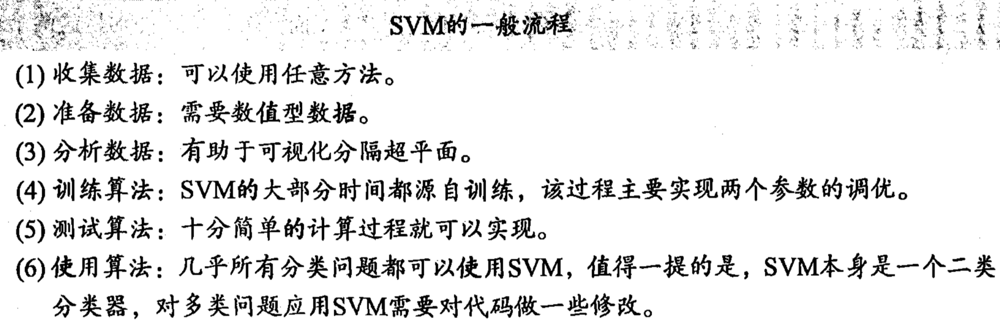 SVM的一般流程
(1) 收集数据：可以使用任意方法。
(2) 准备数据：需要数值型数据。
(3) 分析数据：有助于可视化分隔超平面。
(4) 训练算法：SVM的大部分时间都源自训练，该过程主要实现两个参数的调优。
(5) 测试算法：十分简单的计算过程就可以实现。
(6) 使用算法：几乎所有分类问题都可以使用SVM，值得一提的是，SVM本身是一个二类
分类器，对多类问题应用SVM需要对代码做一些修改。